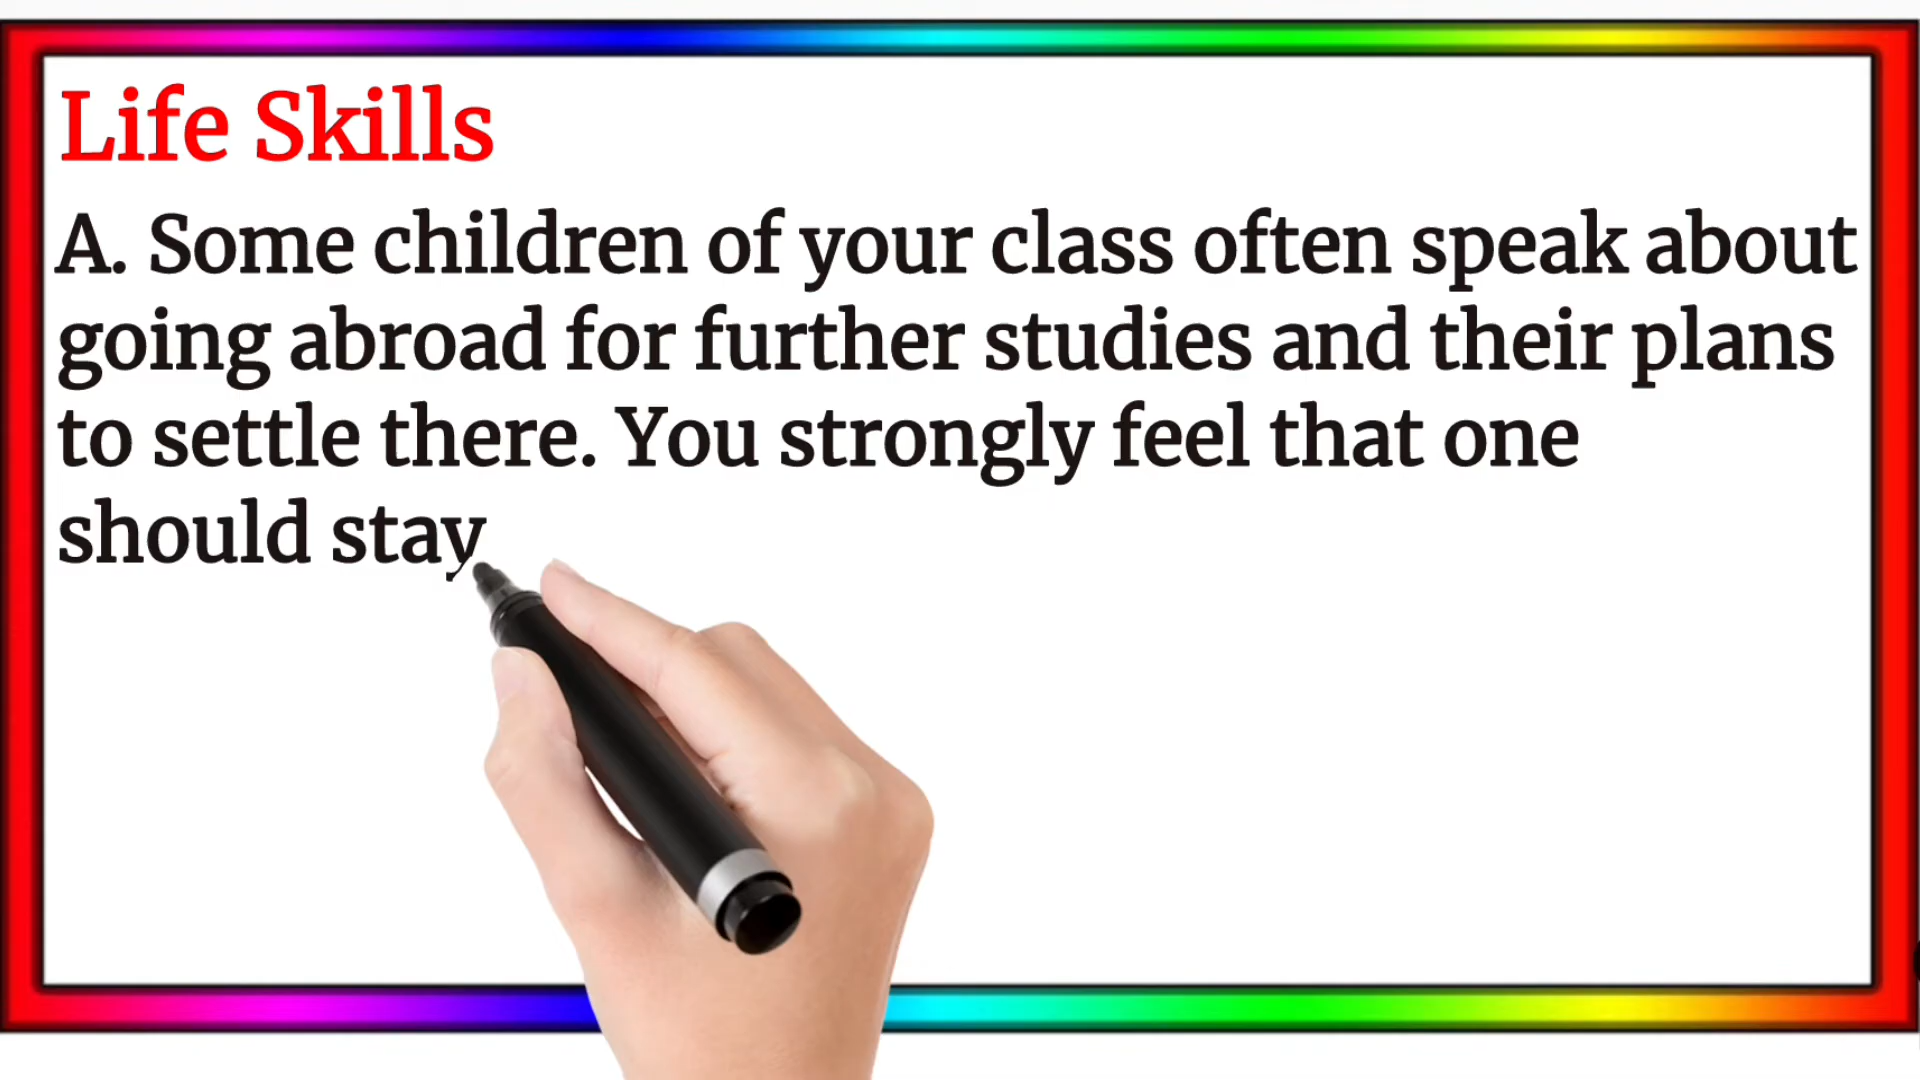 Life Skills
A. Some children of your class often speak about
going abroad for further studies and their plans
to settle there. You strongly feel that one
should stay